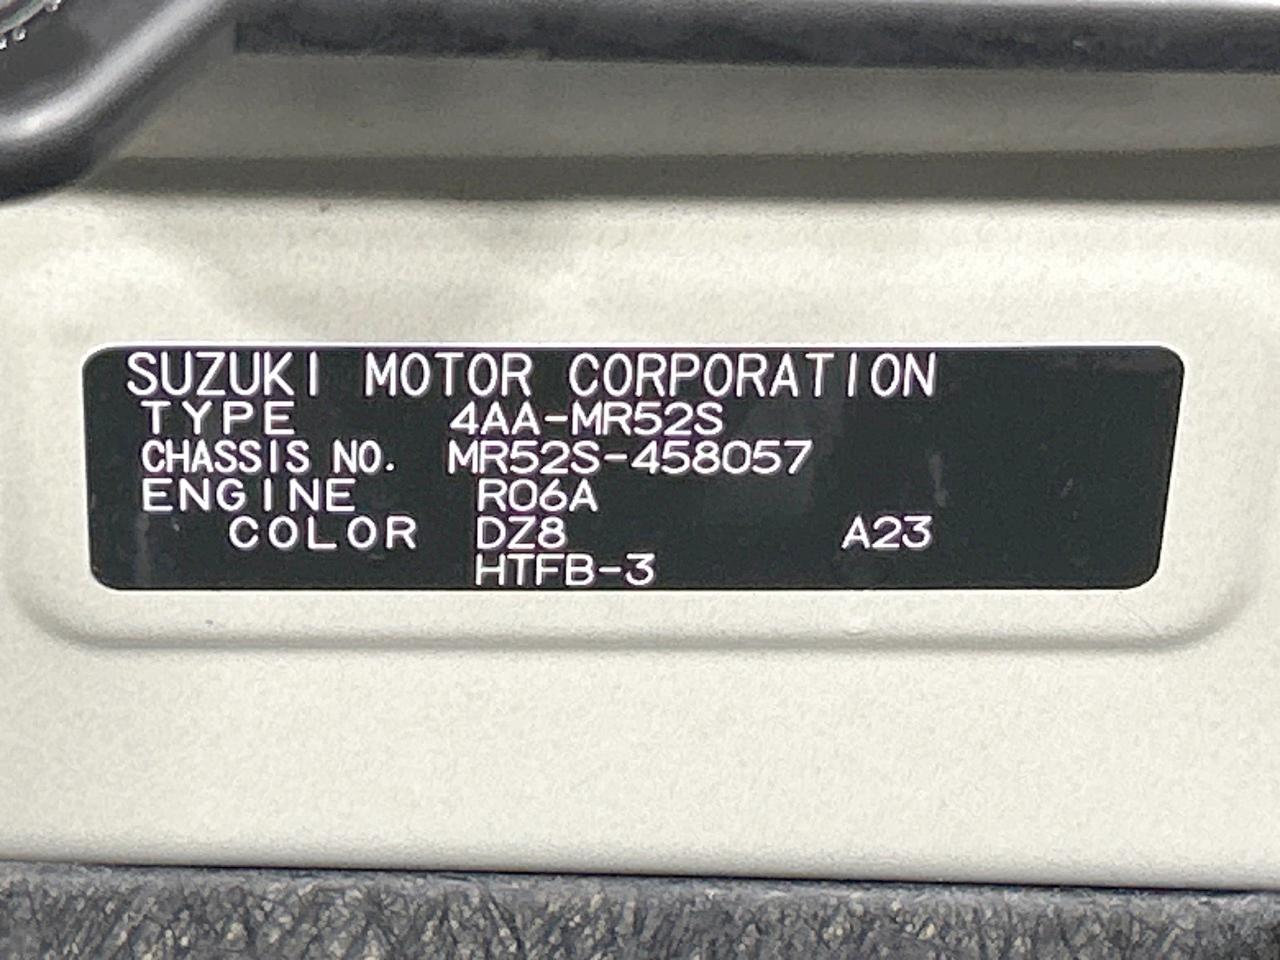 SUZUKI MOTOR CORPORATION
TYPE 4AA-MR52S
CHASSIS NO. MR52S-458057
ENGINE R06A
COLOR DZ8 A23
HTFB-3